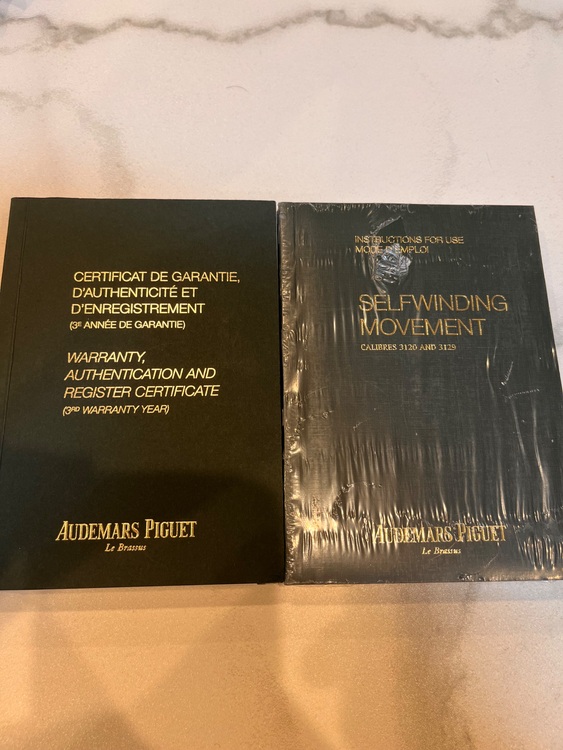 CERTIFICAT DE GARANTIE,
D'AUTHENTICITÉ ET
D'ENREGISTREMENT
(3E ANNÉE DE GARANTIE)
WARRANTY,
AUTHENTICATION AND
REGISTER CERTIFICATE
(3RD WARRANTY YEAR)
AUDEMARS PIGUET
Le Brassus
INSTRUCTIONS FOR USE
MODE D'EMPLOI
SELFWINDING
MOVEMENT
CALIBRES 3120 AND 3129
AUDEMARS PIGUET
Le Brassus